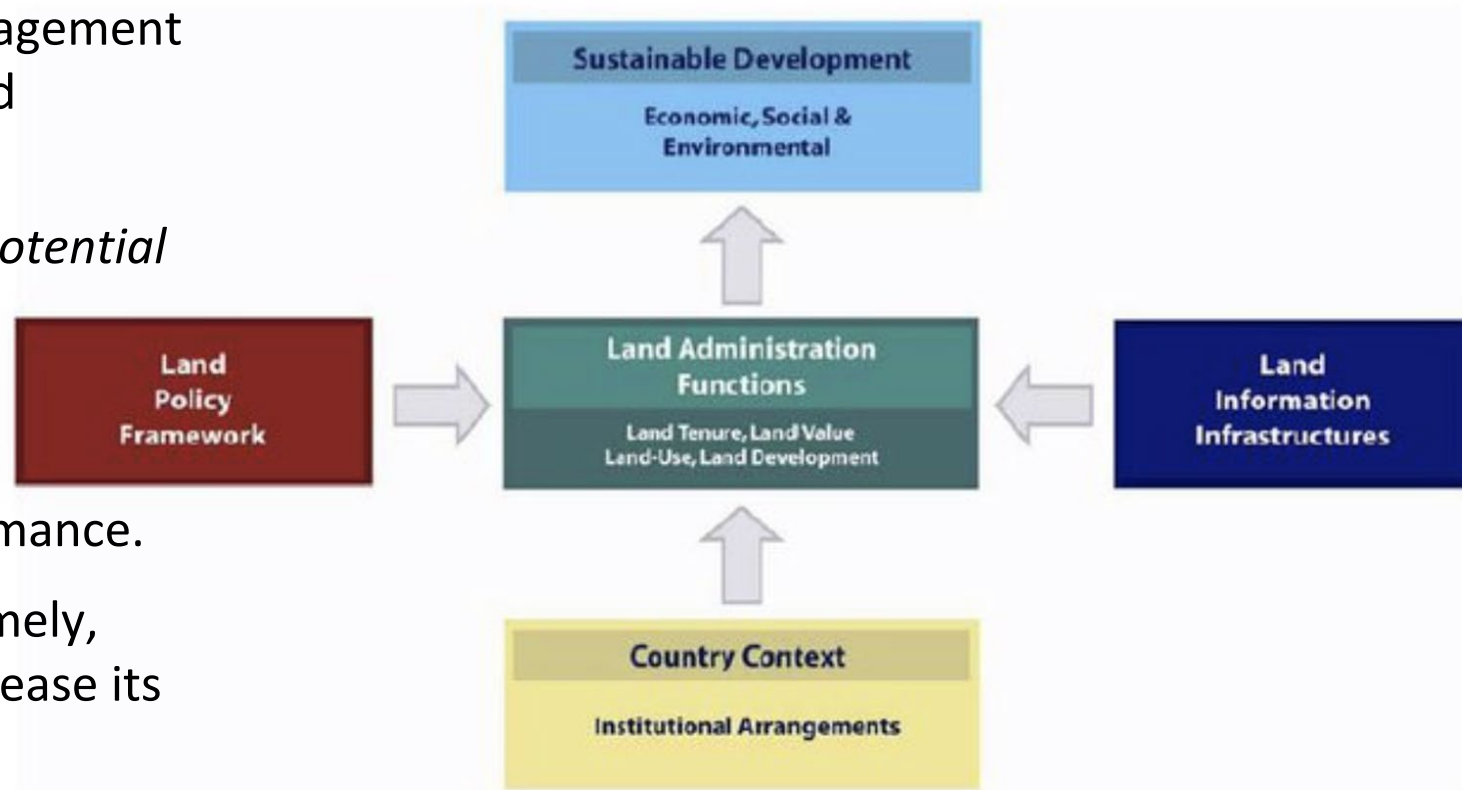 agement
d
otential
mance.
mely,
ease its
Sustainable Development
Economic, Social &
Environmental
Land
Policy
Framework
Land Administration
Functions
Land Tenure, Land Value
Land-Use, Land Development
Land
Information
Infrastructures
Country Context
Institutional Arrangements